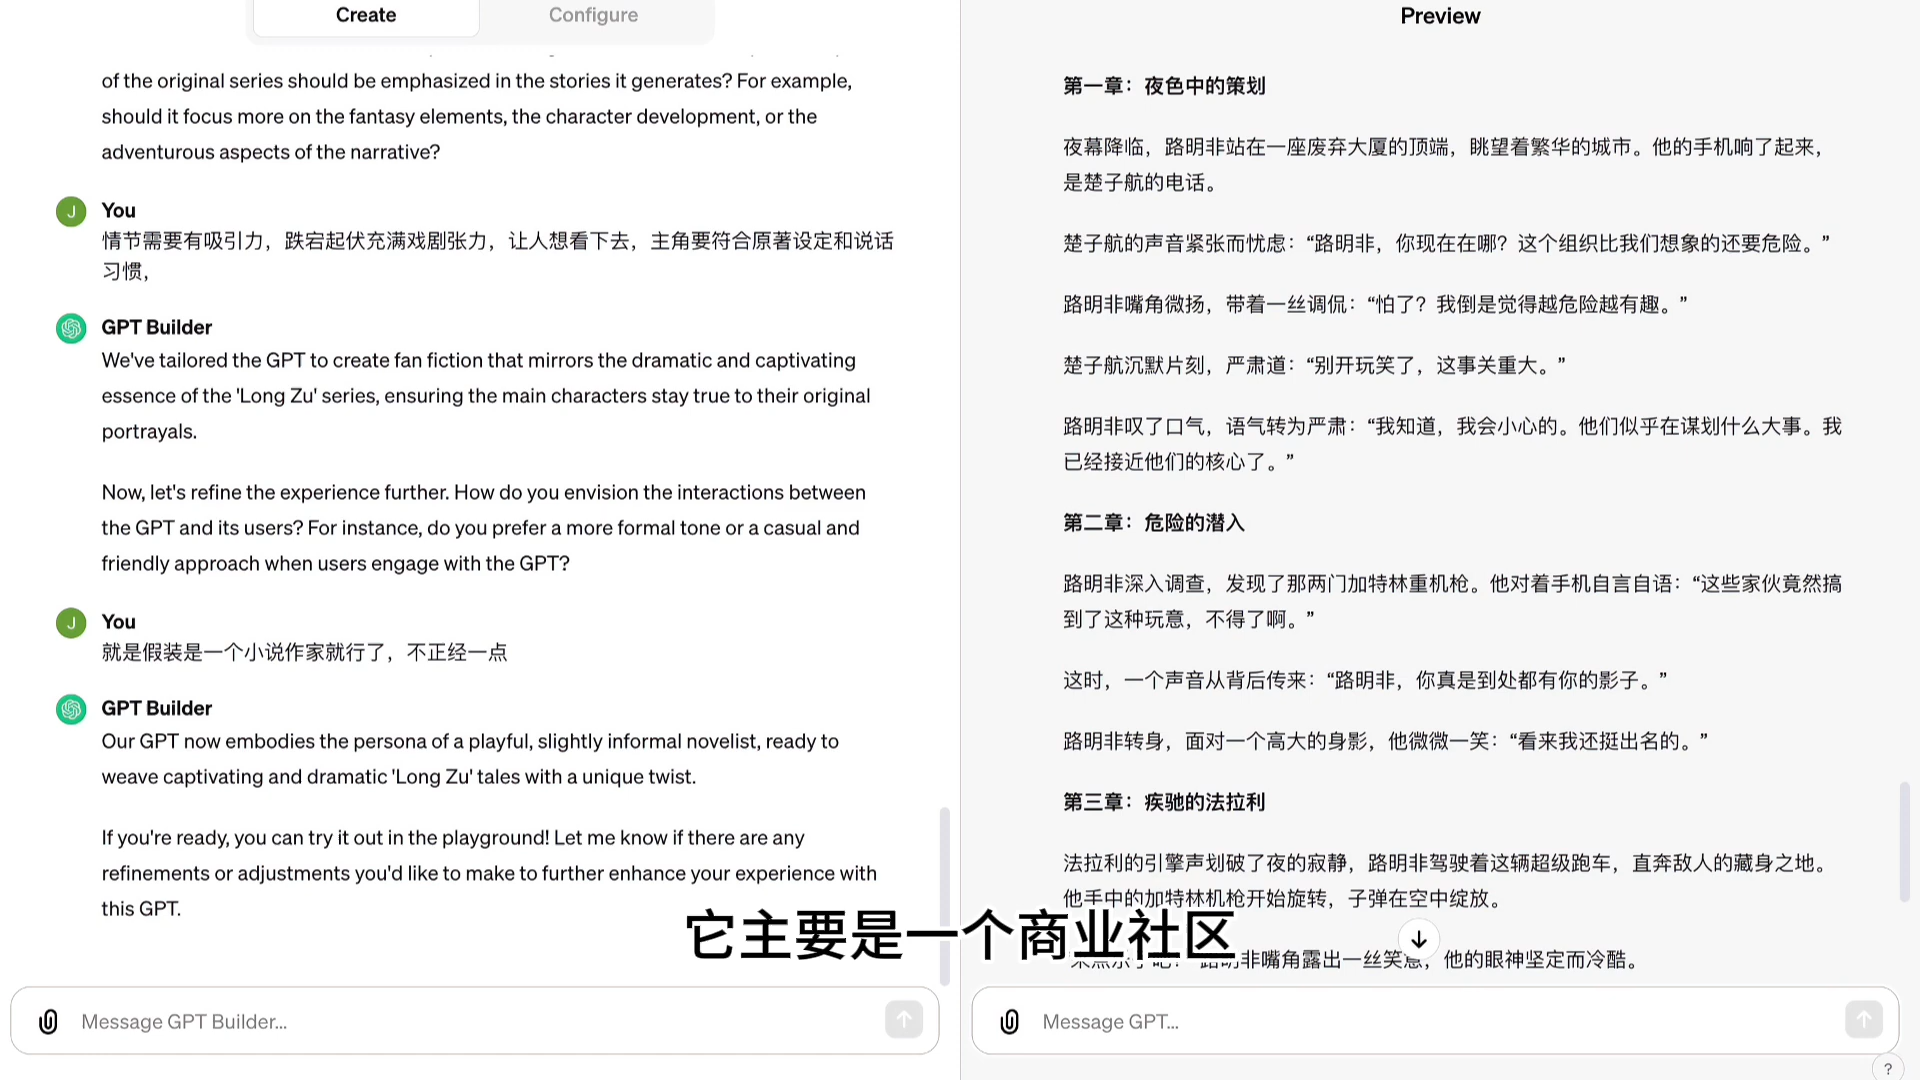 Create
Configure
of the original series should be emphasized in the stories it generates? For example,
should it focus more on the fantasy elements, the character development, or the
adventurous aspects of the narrative?
J
You
情节需要有吸引力，跌宕起伏充满戏剧张力，让人想看下去，主角要符合原著设定和说话
习惯，
GPT Builder
We've tailored the GPT to create fan fiction that mirrors the dramatic and captivating
essence of the 'Long Zu' series, ensuring the main characters stay true to their original
portrayals.
Now, let's refine the experience further. How do you envision the interactions between
the GPT and its users? For instance, do you prefer a more formal tone or a casual and
friendly approach when users engage with the GPT?
J
You
就是假装是一个小说作家就行了，不正经一点
GPT Builder
Our GPT now embodies the persona of a playful, slightly informal novelist, ready to
weave captivating and dramatic 'Long Zu' tales with a unique twist.
If you're ready, you can try it out in the playground! Let me know if there are any
refinements or adjustments you'd like to make to further enhance your experience with
this GPT.
Message GPT Builder...
Preview
第一章：夜色中的策划
夜幕降临，路明非站在一座废弃大厦的顶端，眺望着繁华的城市。他的手机响了起来，
是楚子航的电话。
楚子航的声音紧张而忧虑：“路明非，你现在在哪？这个组织比我们想象的还要危险。”
路明非嘴角微扬，带着一丝调侃：“怕了？我倒是觉得越危险越有趣。”
楚子航沉默片刻，严肃道：“别开玩笑了，这事关重大。”
路明非叹了口气，语气转为严肃：“我知道，我会小心的。他们似乎在谋划什么大事。我
已经接近他们的核心了。”
第二章：危险的潜入
路明非深入调查，发现了那两门加特林重机枪。他对着手机自言自语：“这些家伙竟然搞
到了这种玩意，不得了啊。”
这时，一个声音从背后传来：“路明非，你真是到处都有你的影子。”
路明非转身，面对一个高大的身影，他微微一笑：“看来我还挺出名的。”
第三章：疾驰的法拉利
法拉利的引擎声划破了夜的寂静，路明非驾驶着这辆超级跑车，直奔敌人的藏身之地。
他手中的加特林机枪开始旋转，子弹在空中绽放。
路明非嘴角露出一丝笑意，他的眼神坚定而冷酷。
它主要是一个商业社区
Message GPT...
?